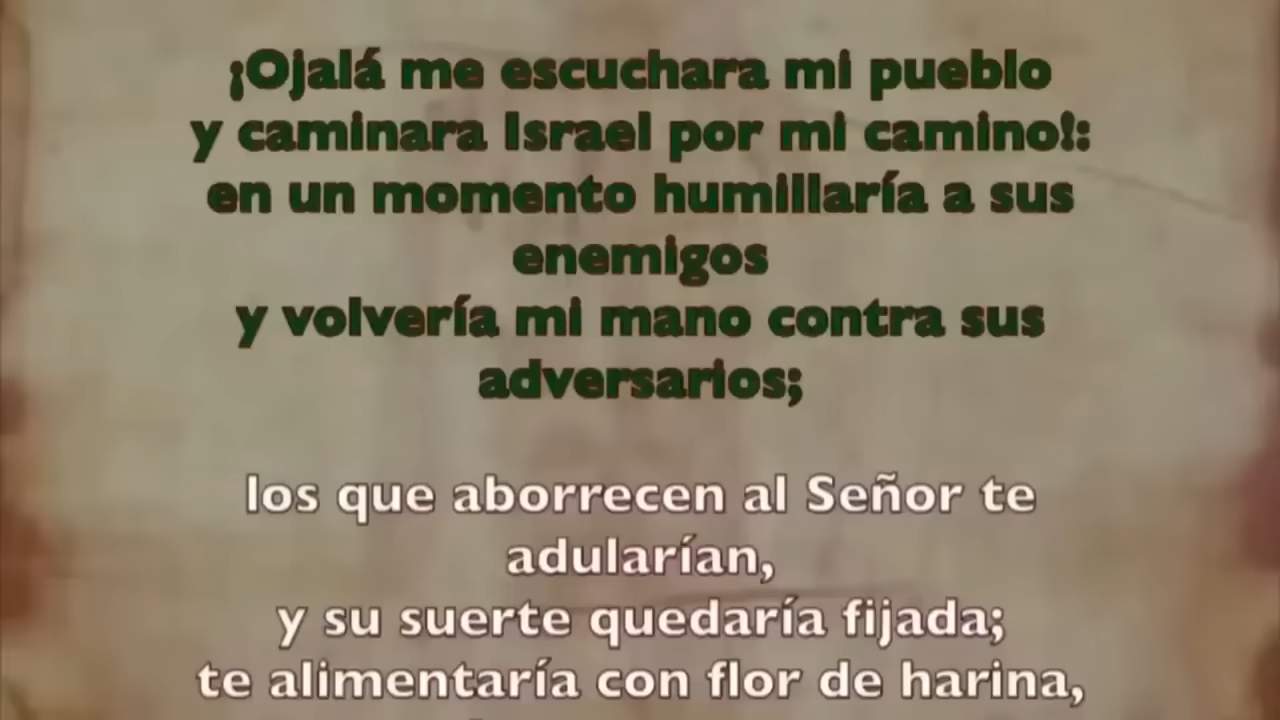 ¡Ojalá me escuchara mi pueblo
y caminara Israel por mi camino!:
en un momento humillaría a sus
enemigos
y volvería mi mano contra sus
adversarios;
los que aborrecen al Señor te
adularían,
y su suerte quedaría fijada;
te alimentaría con flor de harina,